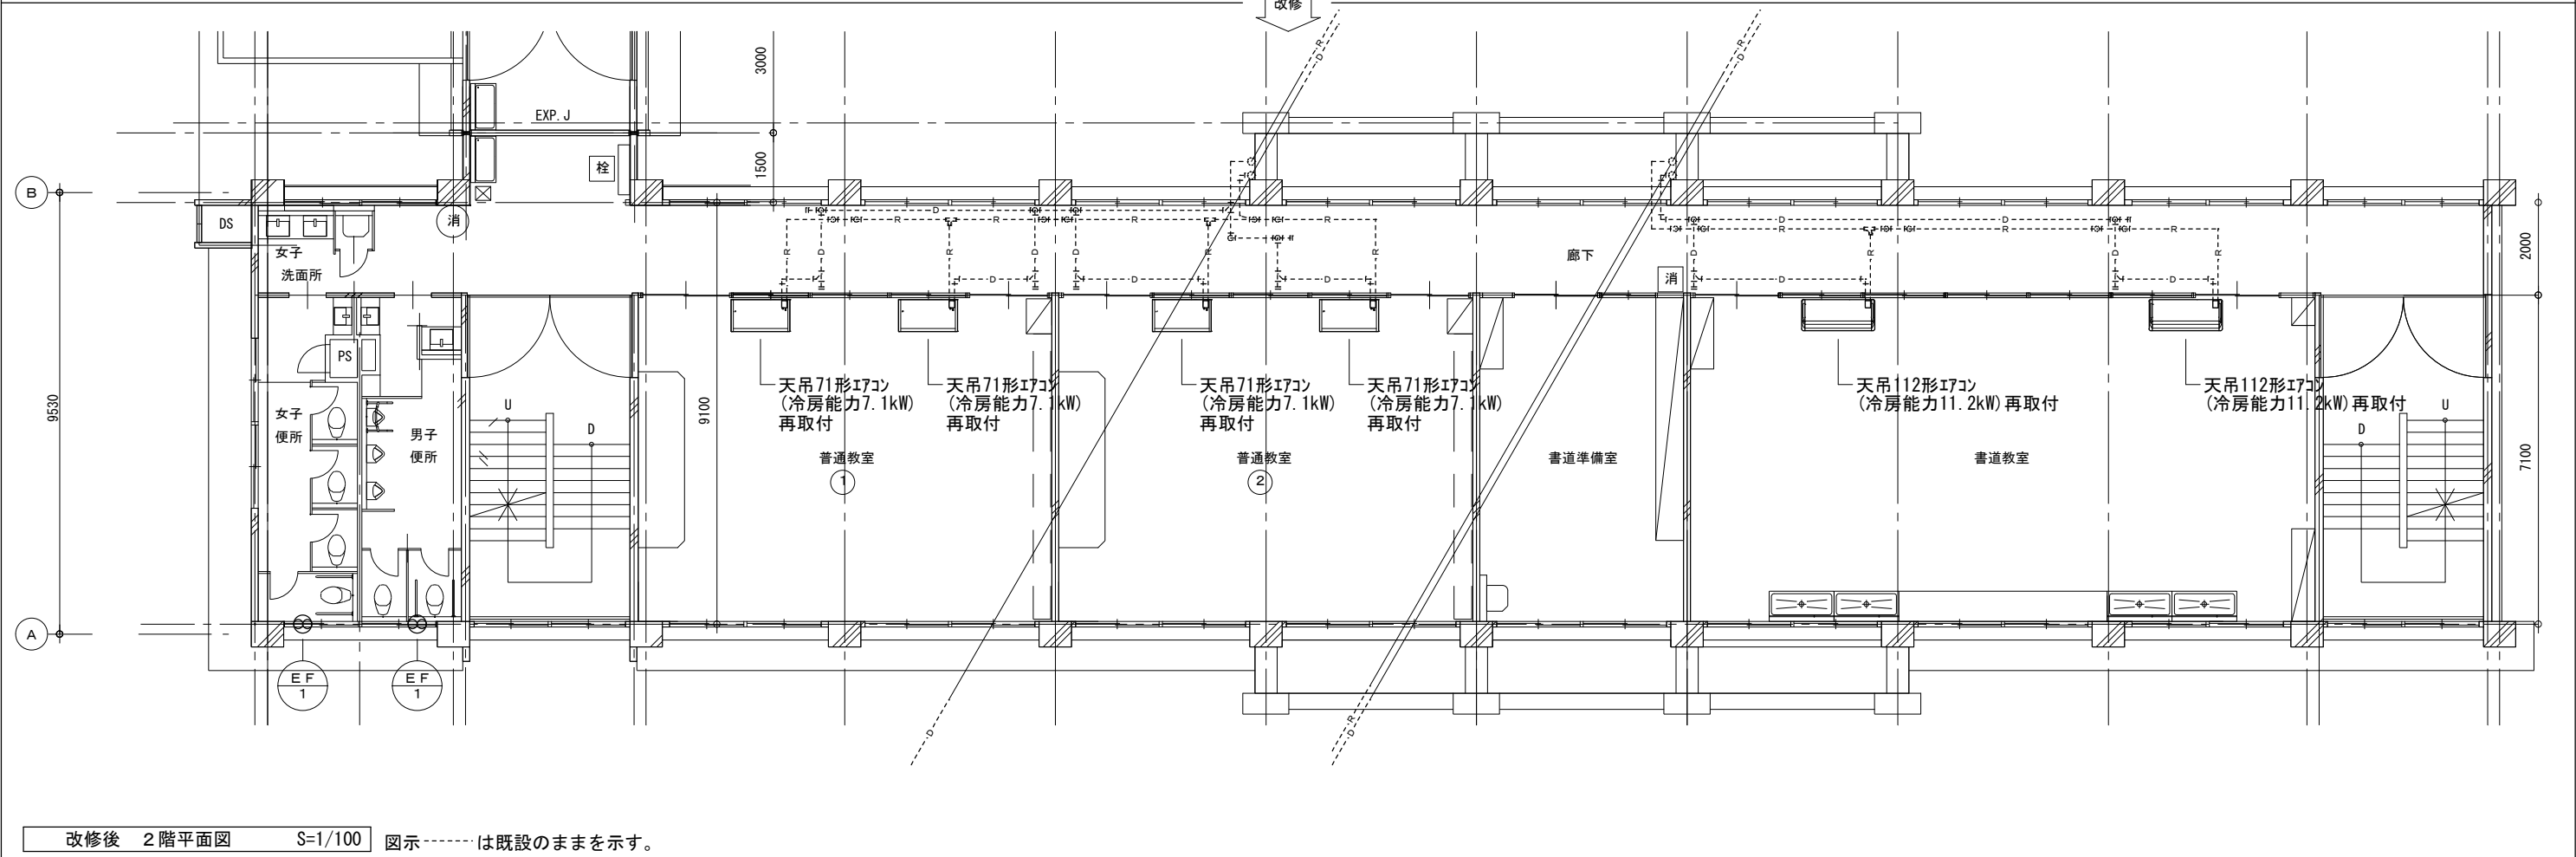 改修
R
D
R
D
3000
EXP.J
1500
栓
B
DS
消
女子
洗面所
D
D
D
R
R
R
R
R
R
R
D
R
D
D
R
R
D
R
D
R
D
R
D
D
D
D
D
D
廊下
消
2000
PS
9530
女子
便所
男子
便所
U
D
9100
天吊71形エアコン
(冷房能力7.1kW)
再取付
天吊71形エアコン
(冷房能力7.1kW)
再取付
天吊71形エアコン
(冷房能力7.1kW)
再取付
天吊71形エアコン
(冷房能力7.1kW)
再取付
天吊112形エアコン
(冷房能力11.2kW)再取付
天吊112形エアコン
(冷房能力11.2kW)再取付
普通教室
1
普通教室
2
書道準備室
書道教室
D
U
7100
A
EF
1
EF
1
D
R
D
改修後 2階平面図 S=1/100
図示------は既設のままを示す。